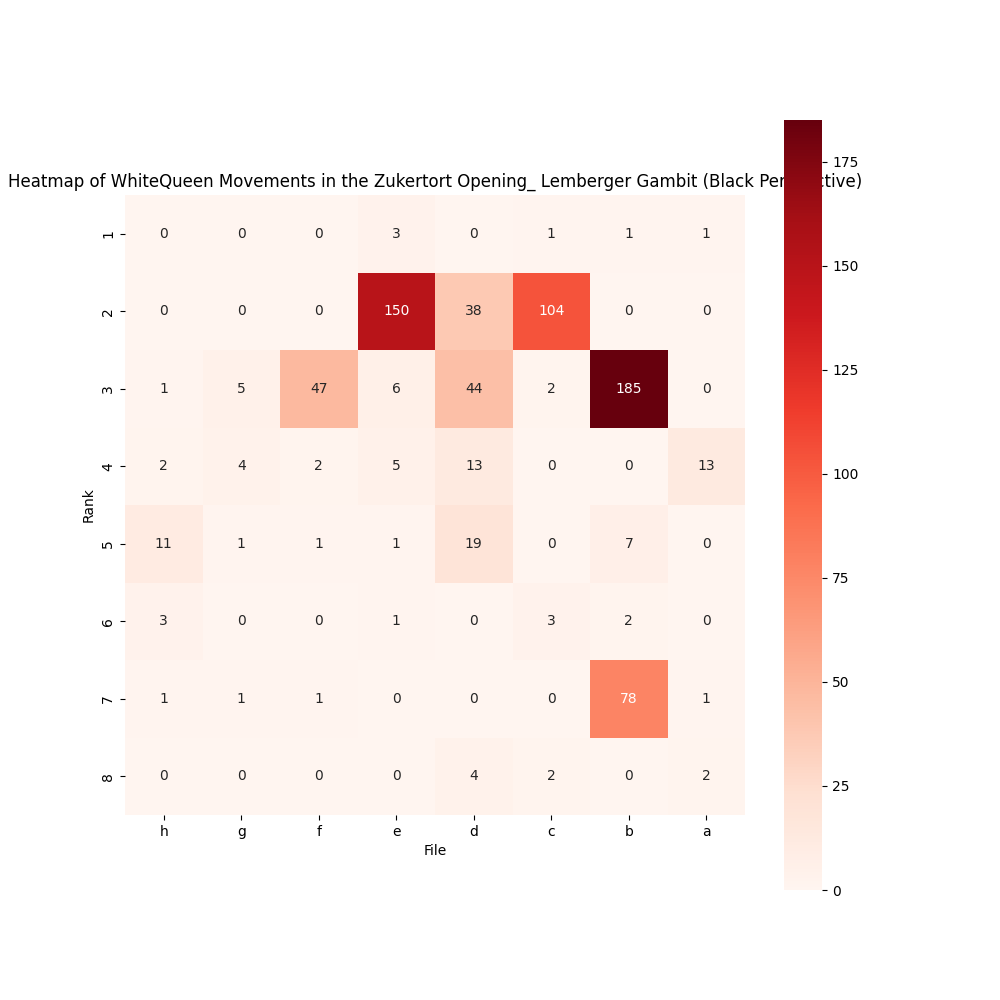 Heatmap of WhiteQueen Movements in the Zukertort Opening_ Lemberger Gambit (Black Perspective)
1 0 0 0 3 0 1 1 1
2 0 0 0 150 38 104 0 0
3 1 5 47 6 44 2 185 0
4 2 4 2 5 13 0 0 13
Rank
5 11 1 1 1 19 0 7 0
6 3 0 0 1 0 3 2 0
7 1 1 1 0 0 0 78 1
8 0 0 0 0 4 2 0 2
h g f e d c b a
File
175
150
125
100
75
50
25
0